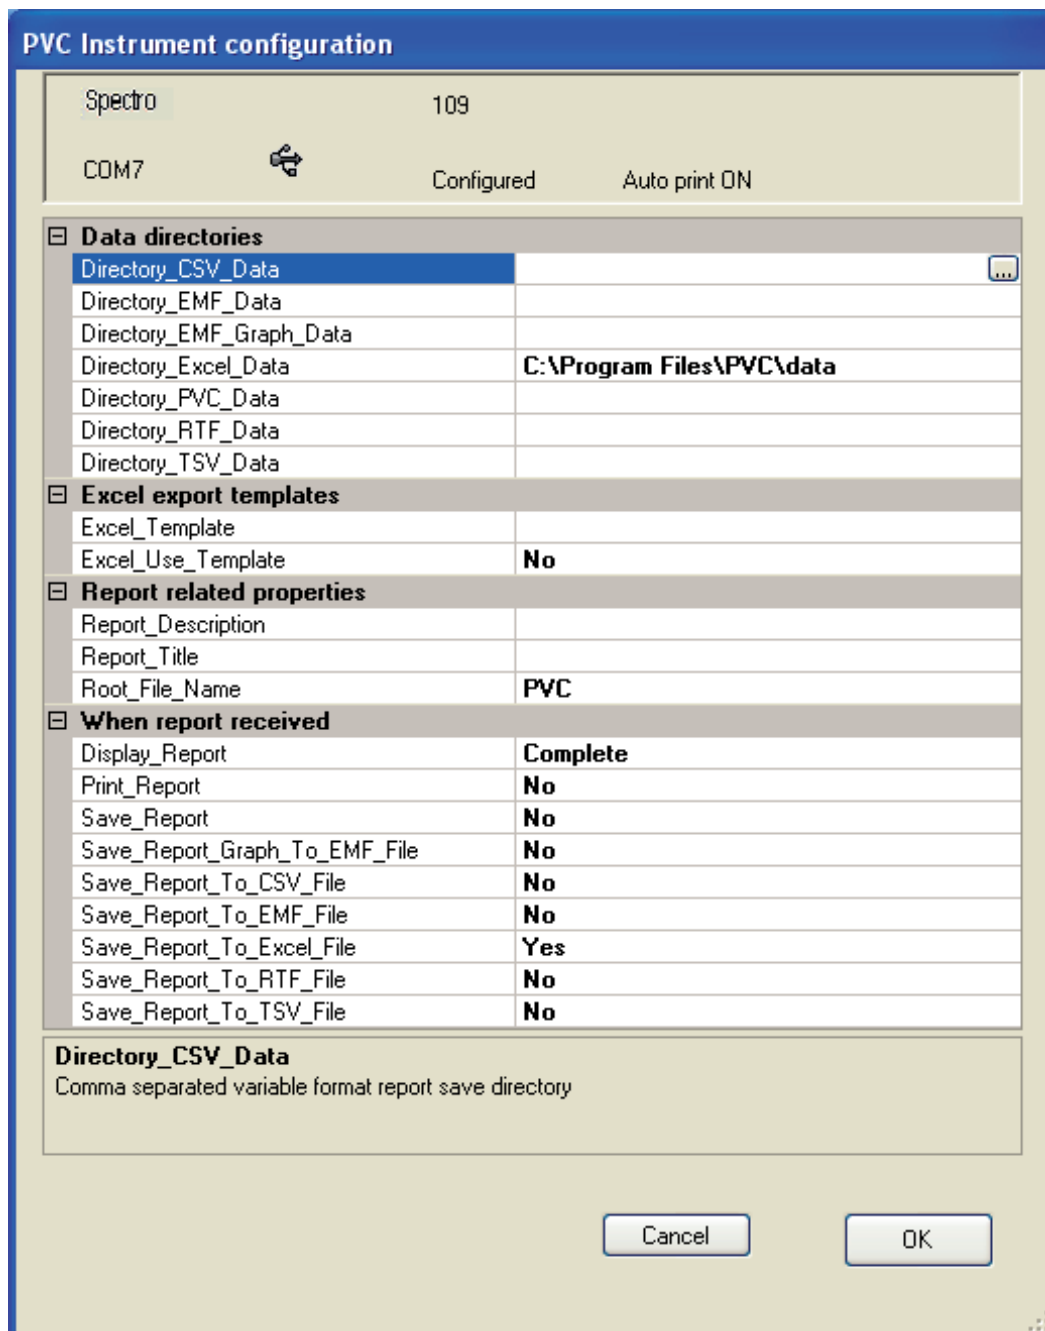 PVC Instrument configuration
Spectro 109
COM7 Configured Auto print ON
Data directories
Directory_CSV_Data ...
Directory_EMF_Data
Directory_EMF_Graph_Data
Directory_Excel_Data C:\Program Files\PVC\data
Directory_PVC_Data
Directory_RTF_Data
Directory_TSV_Data
Excel export templates
Excel_Template
Excel_Use_Template No
Report related properties
Report_Description
Report_Title
Root_File_Name PVC
When report received
Display_Report Complete
Print_Report No
Save_Report No
Save_Report_Graph_To_EMF_File No
Save_Report_To_CSV_File No
Save_Report_To_EMF_File No
Save_Report_To_Excel_File Yes
Save_Report_To_RTF_File No
Save_Report_To_TSV_File No
Directory_CSV_Data
Comma separated variable format report save directory
Cancel OK